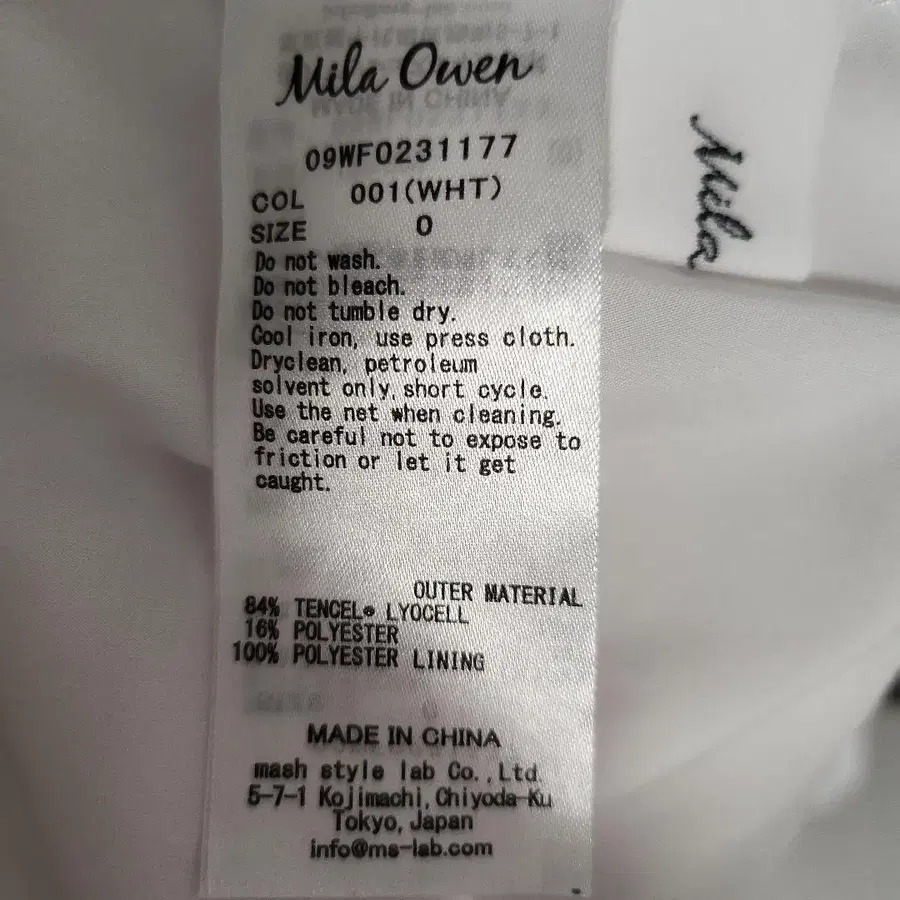 Mila Owen
09WFO231177
COL 001(WHT)
SIZE 0
Do not wash.
Do not bleach.
Do not tumble dry.
Cool iron, use press cloth.
Dryclean, petroleum
solvent only, short cycle.
Use the net when cleaning.
Be careful not to expose to
friction or let it get
caught.
OUTER MATERIAL
84% TENCEL® LYOCELL
16% POLYESTER
100% POLYESTER LINING
MADE IN CHINA
mash style lab Co.,Ltd.
5-7-1 Kojimachi, Chiyoda-Ku
Tokyo, Japan
info@ms-lab.com
Mila